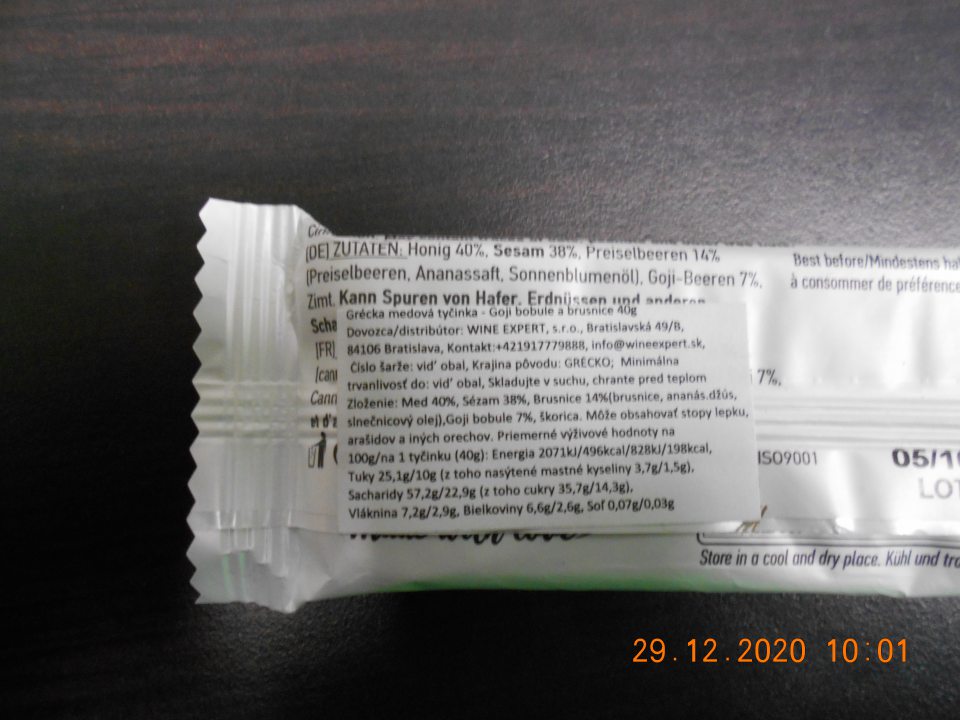 (DE) ZUTATEN: Honig 40%, Sesam 38%, Preiselbeeren 14%
(Preiselbeeren, Ananassaft, Sonnenblumenöl), Goji-Beeren 7%,
Zimt. Kann Spuren von Hafer, Erdnüssen und anderen
Best before/Mindestens
à consommer de préférence
Grécka medová tyčinka - Goji bobule a brusnice 40g
Dovozca/distribútor: WINE EXPERT, s.r.o., Bratislavská 49/B,
84106 Bratislava, Kontakt:+421917779888, info@wineexpert.sk,
Číslo šarže: viď obal, Krajina pôvodu: GRÉCKO; Minimálna
trvanlivosť do: viď obal, Skladujte v suchu, chrante pred teplom
Zloženie: Med 40%, Sézam 38%, Brusnice 14%(brusnice, ananás.džús,
slnečnicový olej),Goji bobule 7%, škorica. Môže obsahovať stopy lepku,
arašidov a iných orechov. Priemerné výživové hodnoty na
100g/na 1 tyčinku (40g): Energia 2071kJ/496kcal/828kJ/198kcal,
Tuky 25,1g/10g (z toho nasýtené mastné kyseliny 3,7g/1,5g),
Sacharidy 57,2g/22,9g (z toho cukry 35,7g/14,3g),
Vláknina 7,2g/2,9g, Bielkoviny 6,6g/2,6g, Soľ 0,07g/0,03g
(FR)
7%,
ISO9001
05/1
LOT
Store in a cool and dry place. Kühl und
29.12.2020 10:01